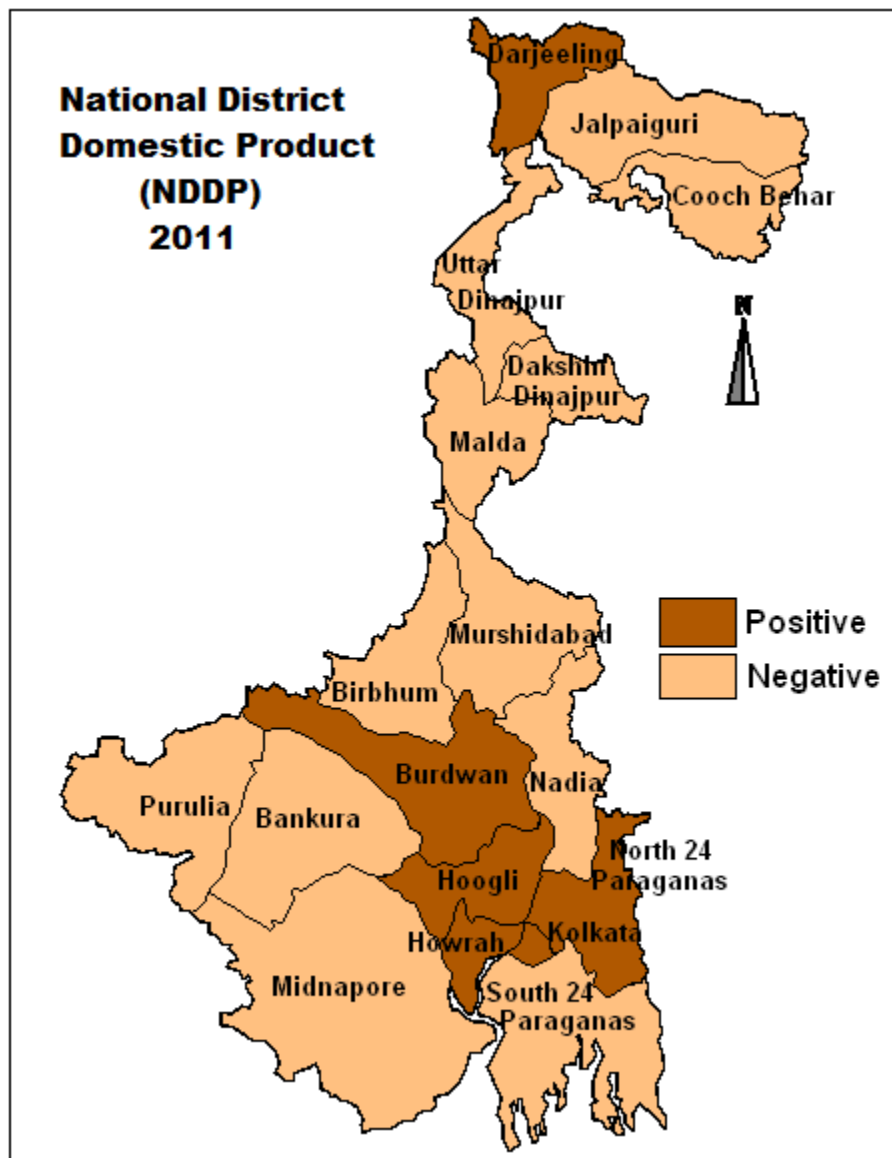 National District
Domestic Product
(NDDP)
2011
Darjeeling
Jalpaiguri
Cooch Behar
Uttar
Dinajpur
N
Dakshin
Dinajpur
Malda
Murshidabad
Positive
Negative
Birbhum
Burdwan
Nadia
Purulia
Bankura
North 24
Paraganas
Hoogli
Howrah
Kolkata
Midnapore
South 24
Paraganas